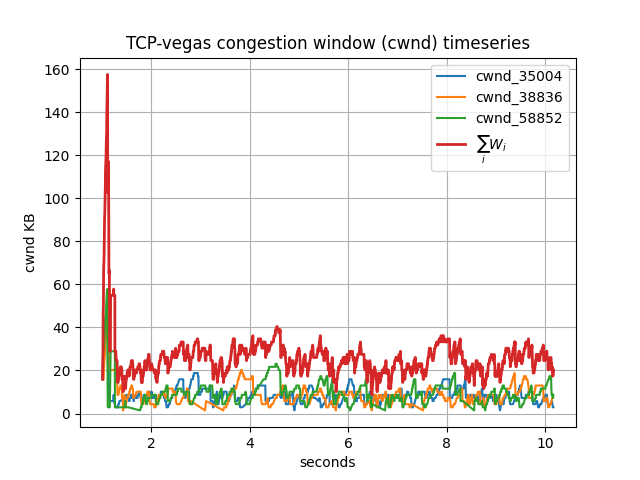 TCP-vegas congestion window (cwnd) timeseries
cwnd KB
160
140
120
100
80
60
40
20
0
cwnd_35004
cwnd_38836
cwnd_58852
∑ᵢ Wᵢ
2 4 6 8 10
seconds